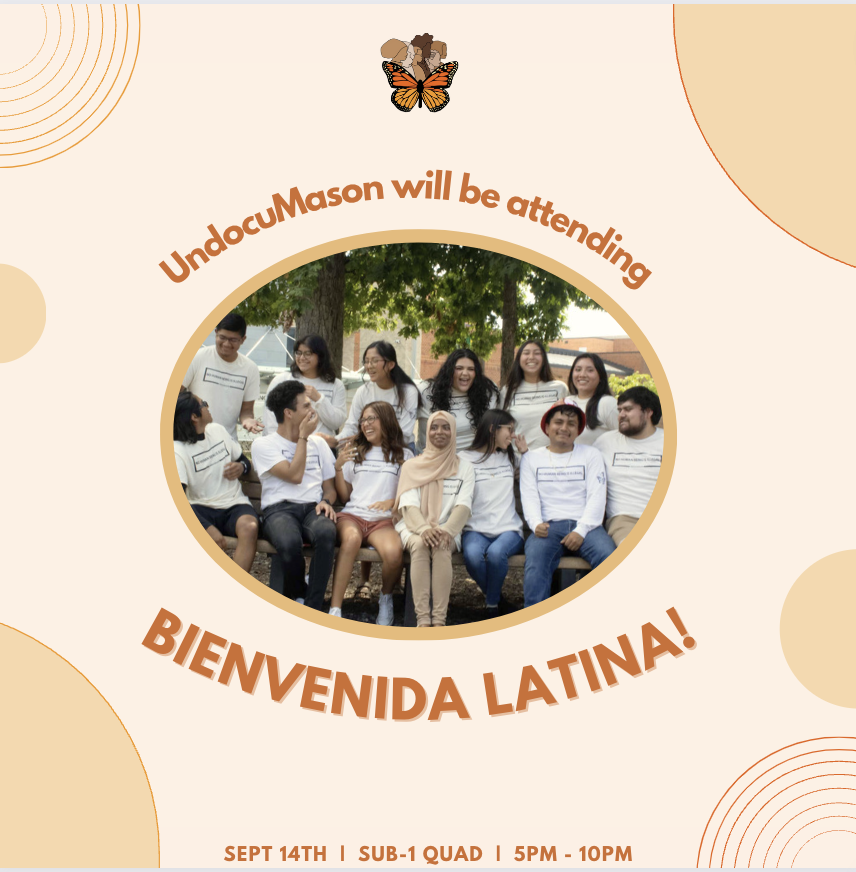 UndocuMason will be attending
BIENVENIDA LATINA!
SEPT 14TH | SUB-1 QUAD | 5PM - 10PM